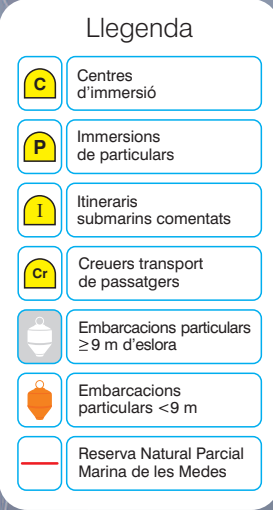 Llegenda
C
Centres
d'immersió
P
Immersions
de particulars
I
Itineraris
submarins comentats
Cr
Creuers transport
de passatgers
Embarcacions particulars
≥9 m d'eslora
Embarcacions
particulars <9 m
Reserva Natural Parcial
Marina de les Medes